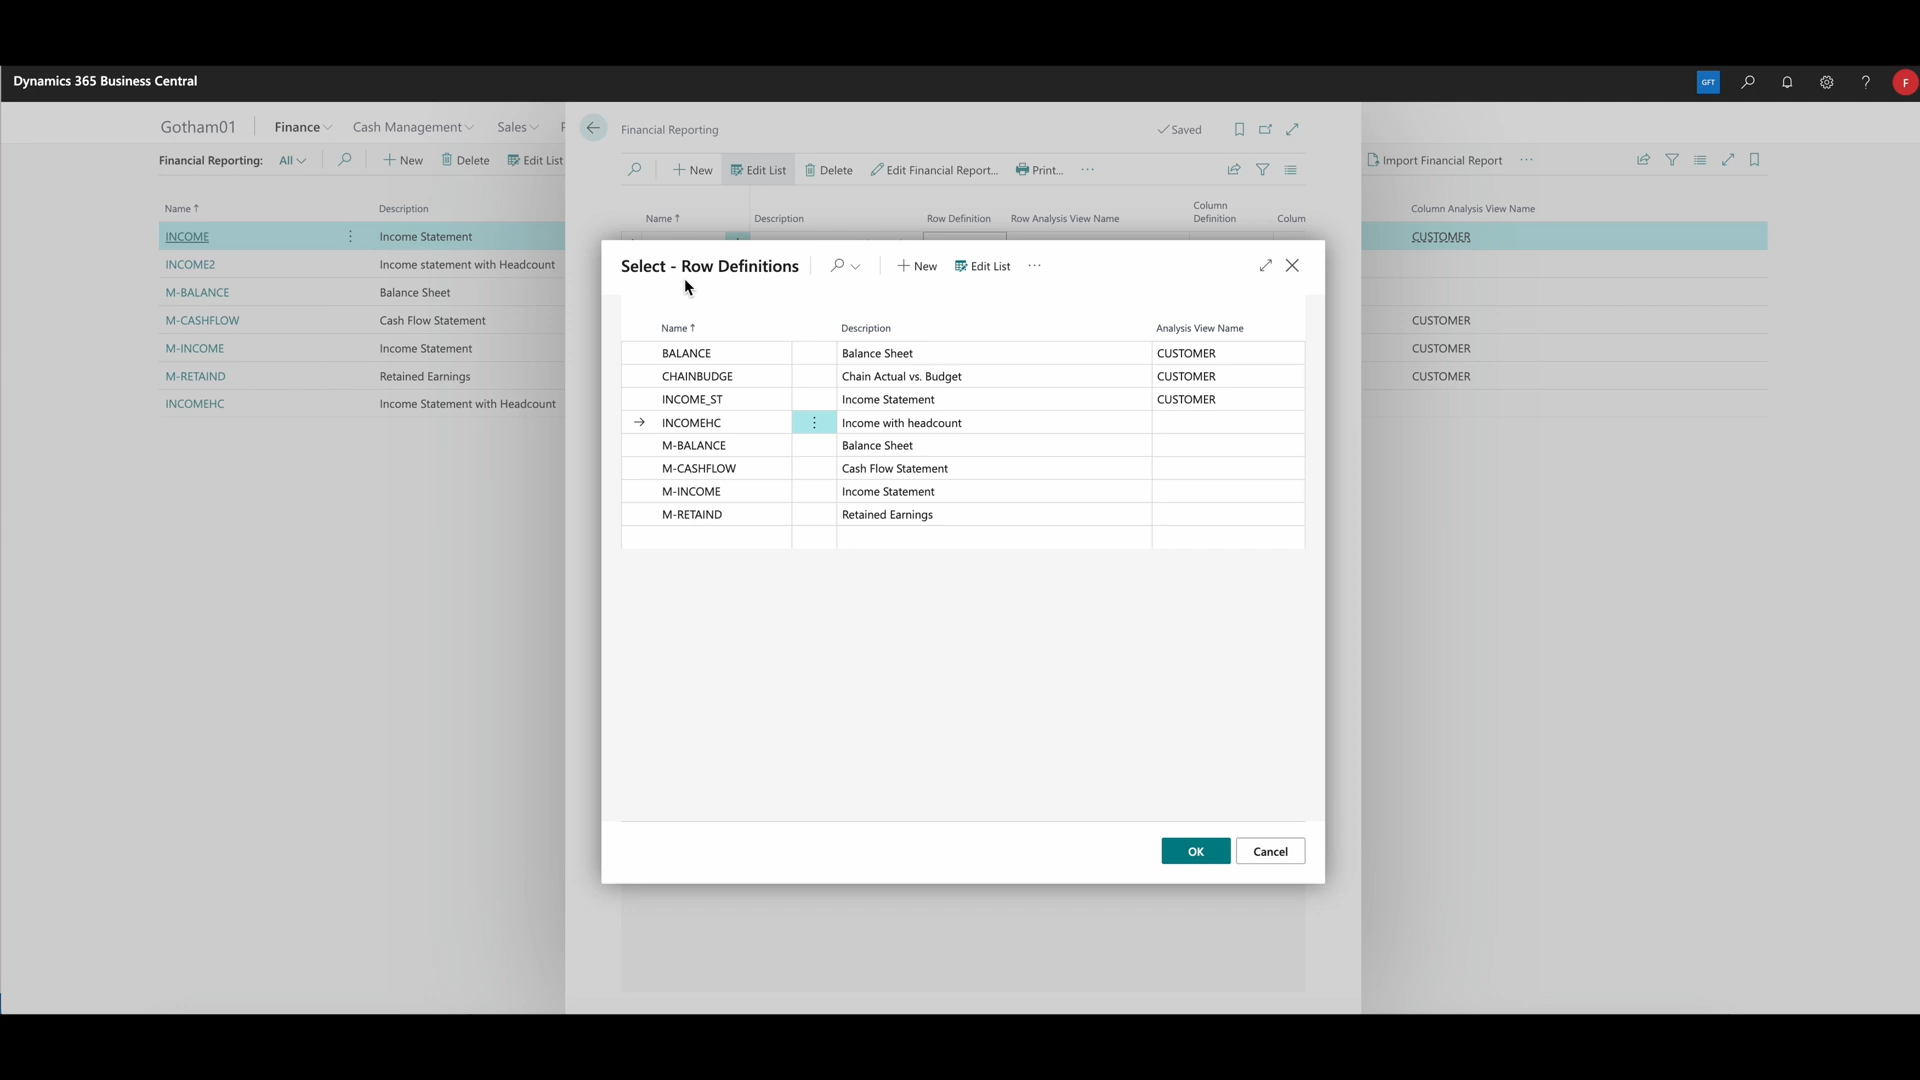 Dynamics 365 Business Central
GFT
?
F
Gotham01
Finance
Cash Management
Sales
Financial Reporting:
All
New
Delete
Edit List
Name ↑
Description
INCOME
Income Statement
INCOME2
Income statement with Headcount
M-BALANCE
Balance Sheet
M-CASHFLOW
Cash Flow Statement
M-INCOME
Income Statement
M-RETAIND
Retained Earnings
INCOMEHC
Income Statement with Headcount
Financial Reporting
Saved
New
Edit List
Delete
Edit Financial Report...
Print...
Name ↑
Description
Row Definition
Row Analysis View Name
Column
Definition
Colum
Select - Row Definitions
New
Edit List
Name ↑ Description Analysis View Name
BALANCE Balance Sheet CUSTOMER
CHAINBUDGE Chain Actual vs. Budget CUSTOMER
INCOME_ST Income Statement CUSTOMER
→ INCOMEHC Income with headcount
M-BALANCE Balance Sheet
M-CASHFLOW Cash Flow Statement
M-INCOME Income Statement
M-RETAIND Retained Earnings
OK
Cancel
Import Financial Report
Column Analysis View Name
CUSTOMER
CUSTOMER
CUSTOMER
CUSTOMER